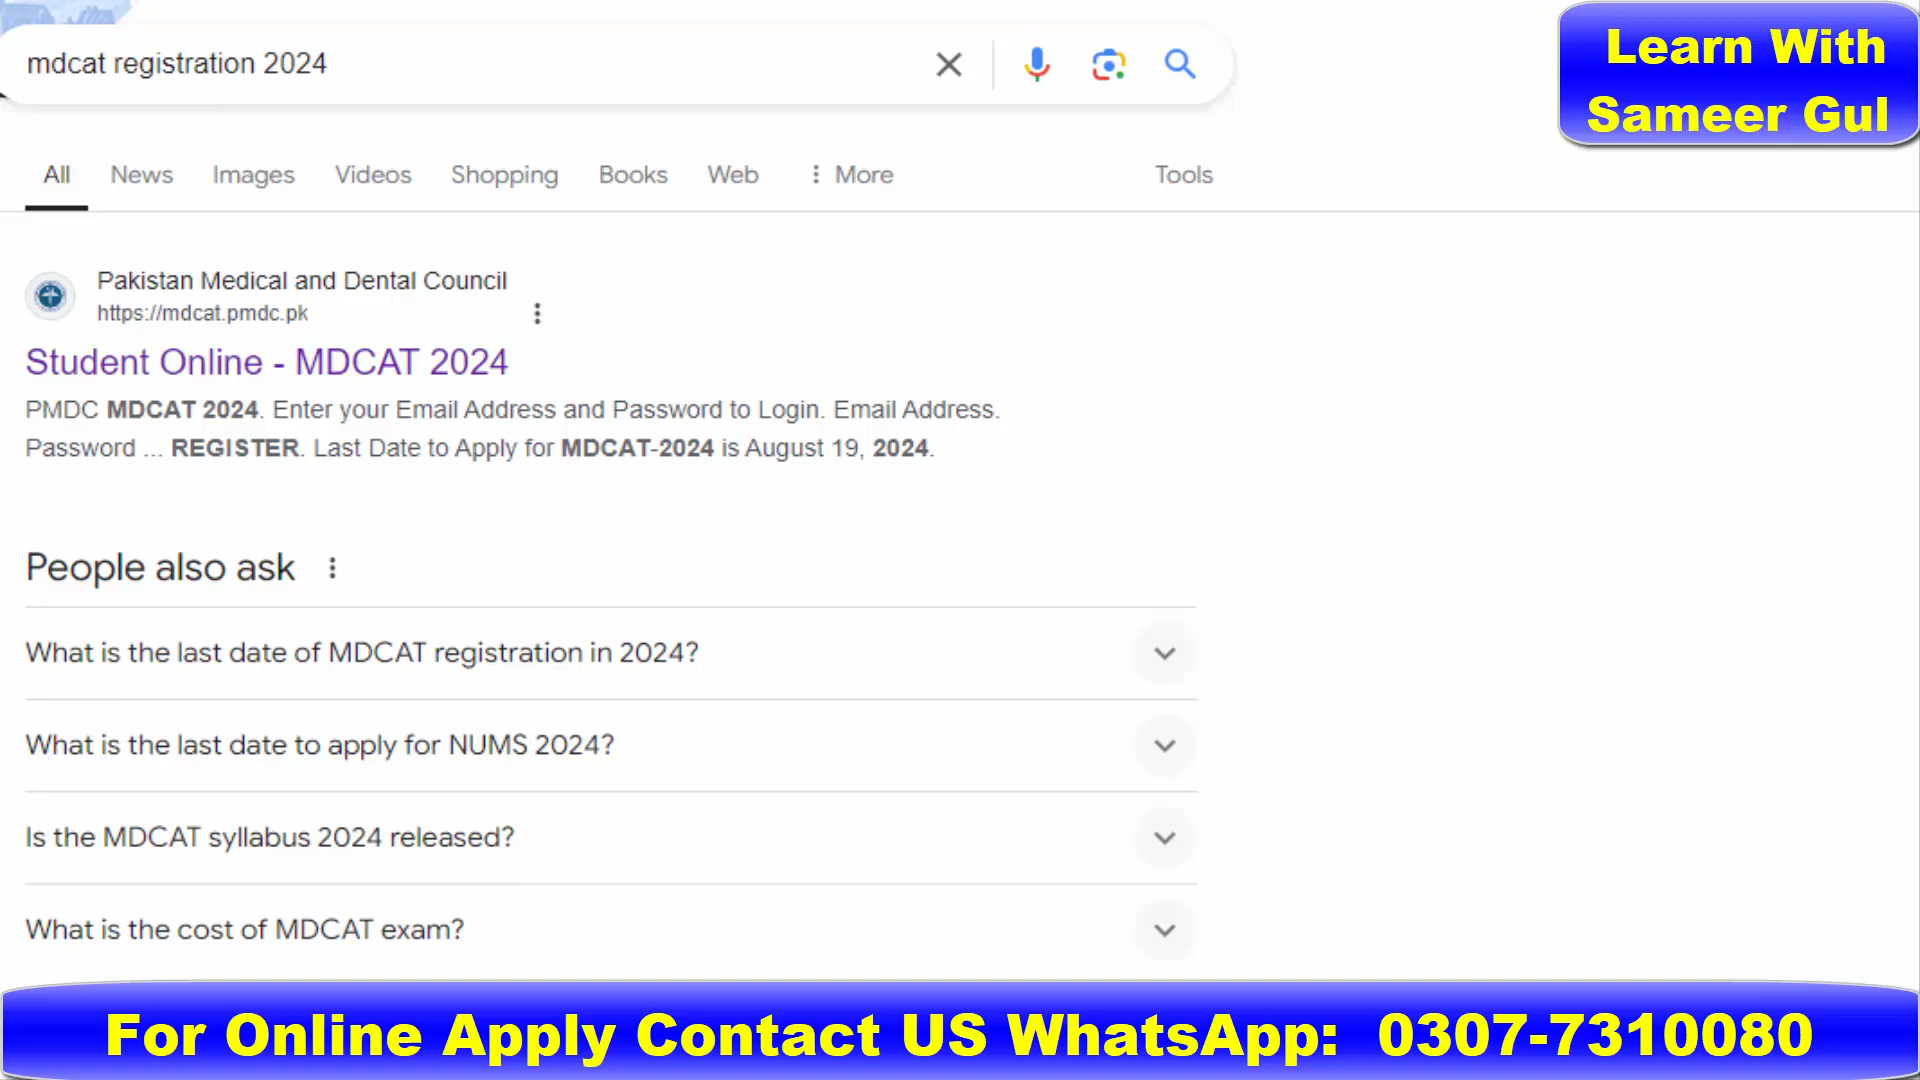 mdcat registration 2024
Learn With
Sameer Gul
All News Images Videos Shopping Books Web More Tools
Pakistan Medical and Dental Council
https://mdcat.pmdc.pk
Student Online - MDCAT 2024
PMDC MDCAT 2024. Enter your Email Address and Password to Login. Email Address.
Password ... REGISTER. Last Date to Apply for MDCAT-2024 is August 19, 2024.
People also ask
What is the last date of MDCAT registration in 2024?
What is the last date to apply for NUMS 2024?
Is the MDCAT syllabus 2024 released?
What is the cost of MDCAT exam?
For Online Apply Contact US WhatsApp: 0307-7310080